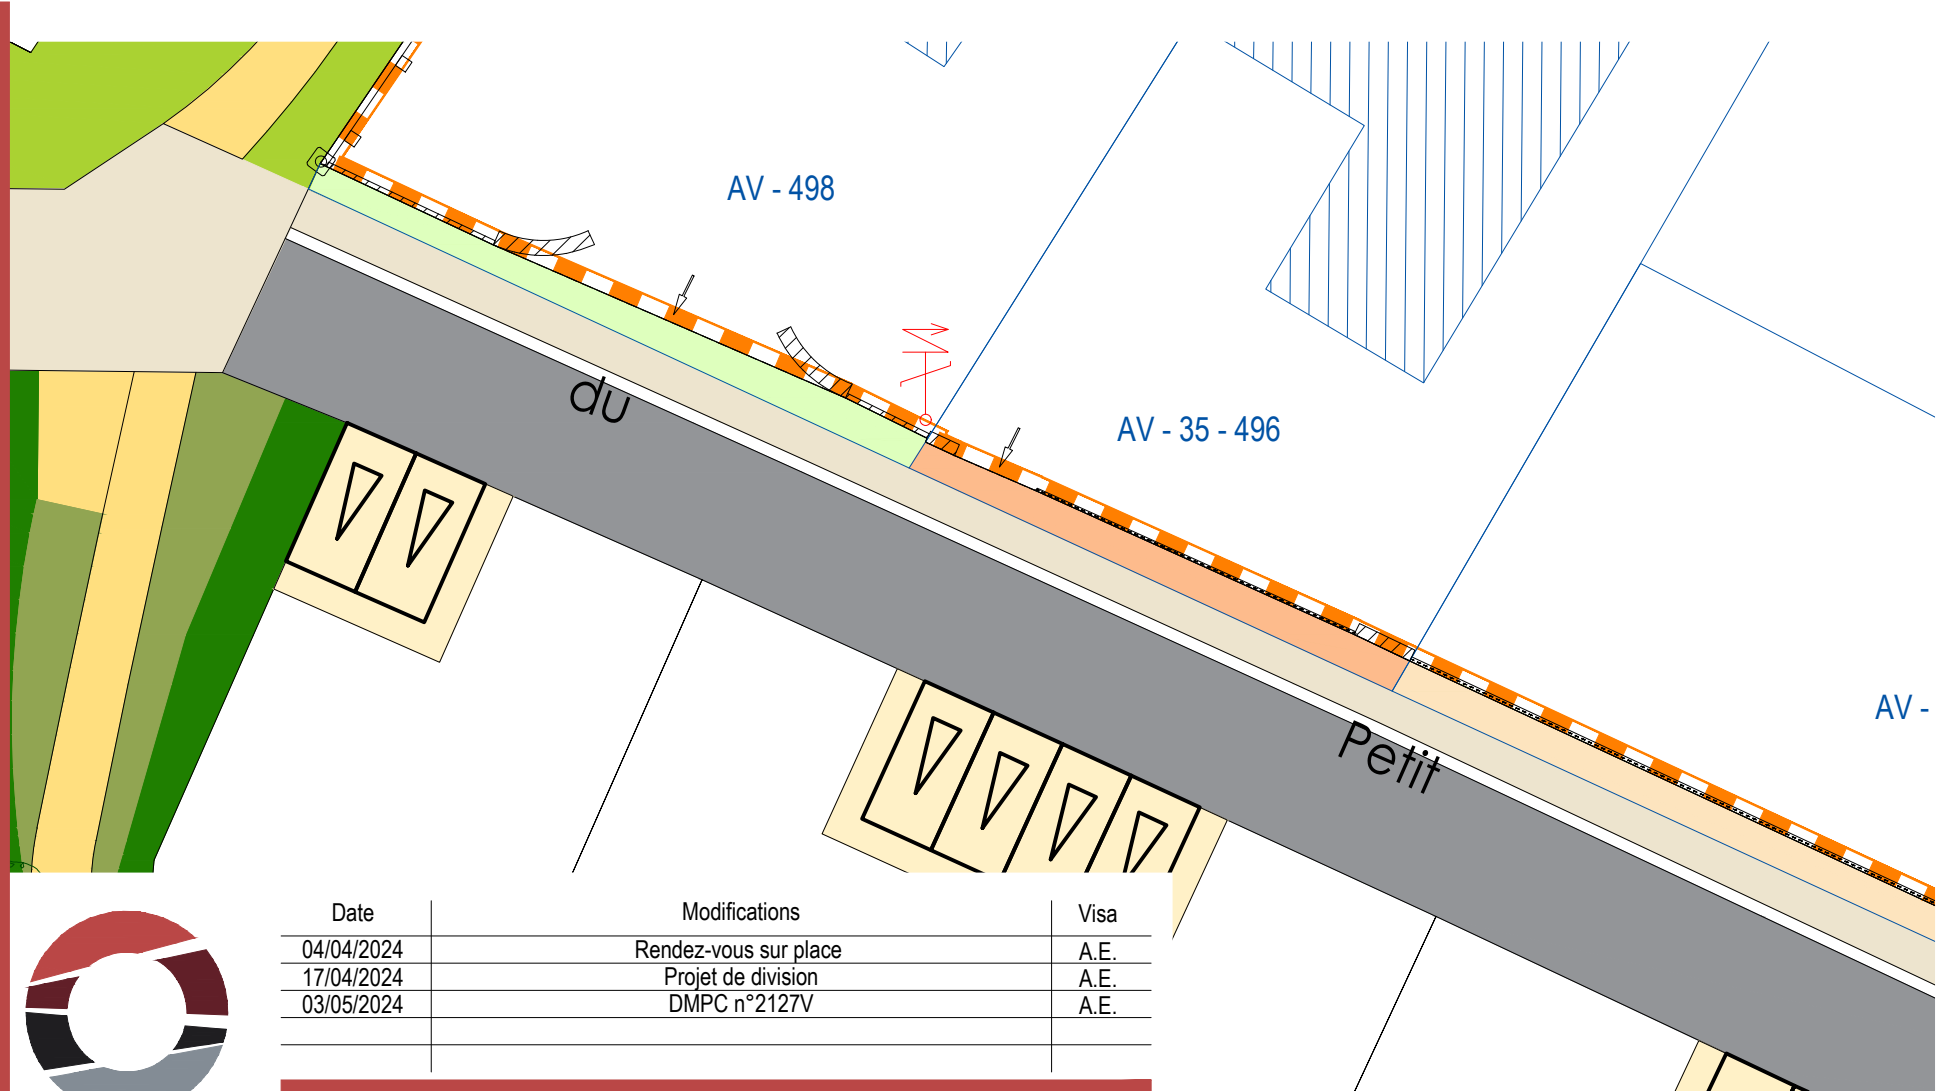 AV - 498
AV - 35 - 496
AV -
du
Petit
Date Modifications Visa
04/04/2024 Rendez-vous sur place A.E.
17/04/2024 Projet de division A.E.
03/05/2024 DMPC n°2127V A.E.